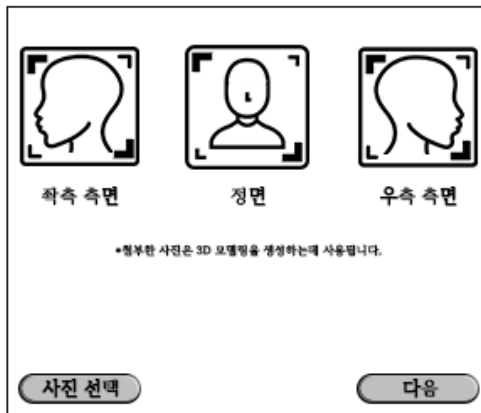 좍측 측면
정면
우측 측면
*첨부한 사진은 3D 모델링을 생성하는데 사용됩니다.
사진 선택
다음